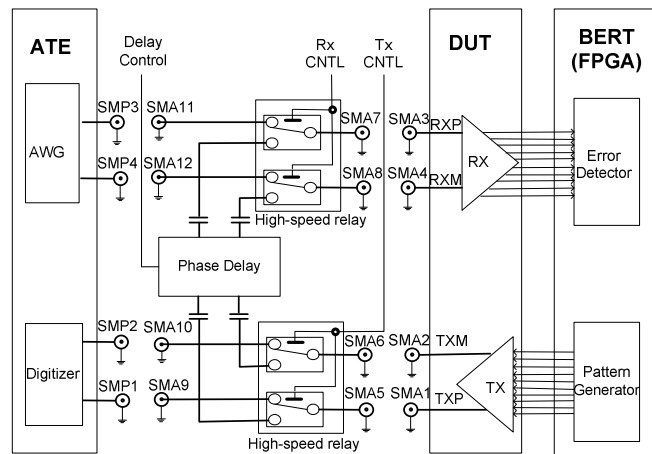 ATE
Delay
Control
Rx
CNTL
Tx
CNTL
DUT
BERT
(FPGA)
SMP3
SMA11
SMA7
SMA3
RXP
AWG
SMP4
SMA12
SMA8
SMA4
RXM
RX
Error
Detector
High-speed relay
Phase Delay
SMP2
SMA10
SMA6
SMA2
TXM
Digitizer
SMP1
SMA9
SMA5
SMA1
TXP
TX
Pattern
Generator
High-speed relay